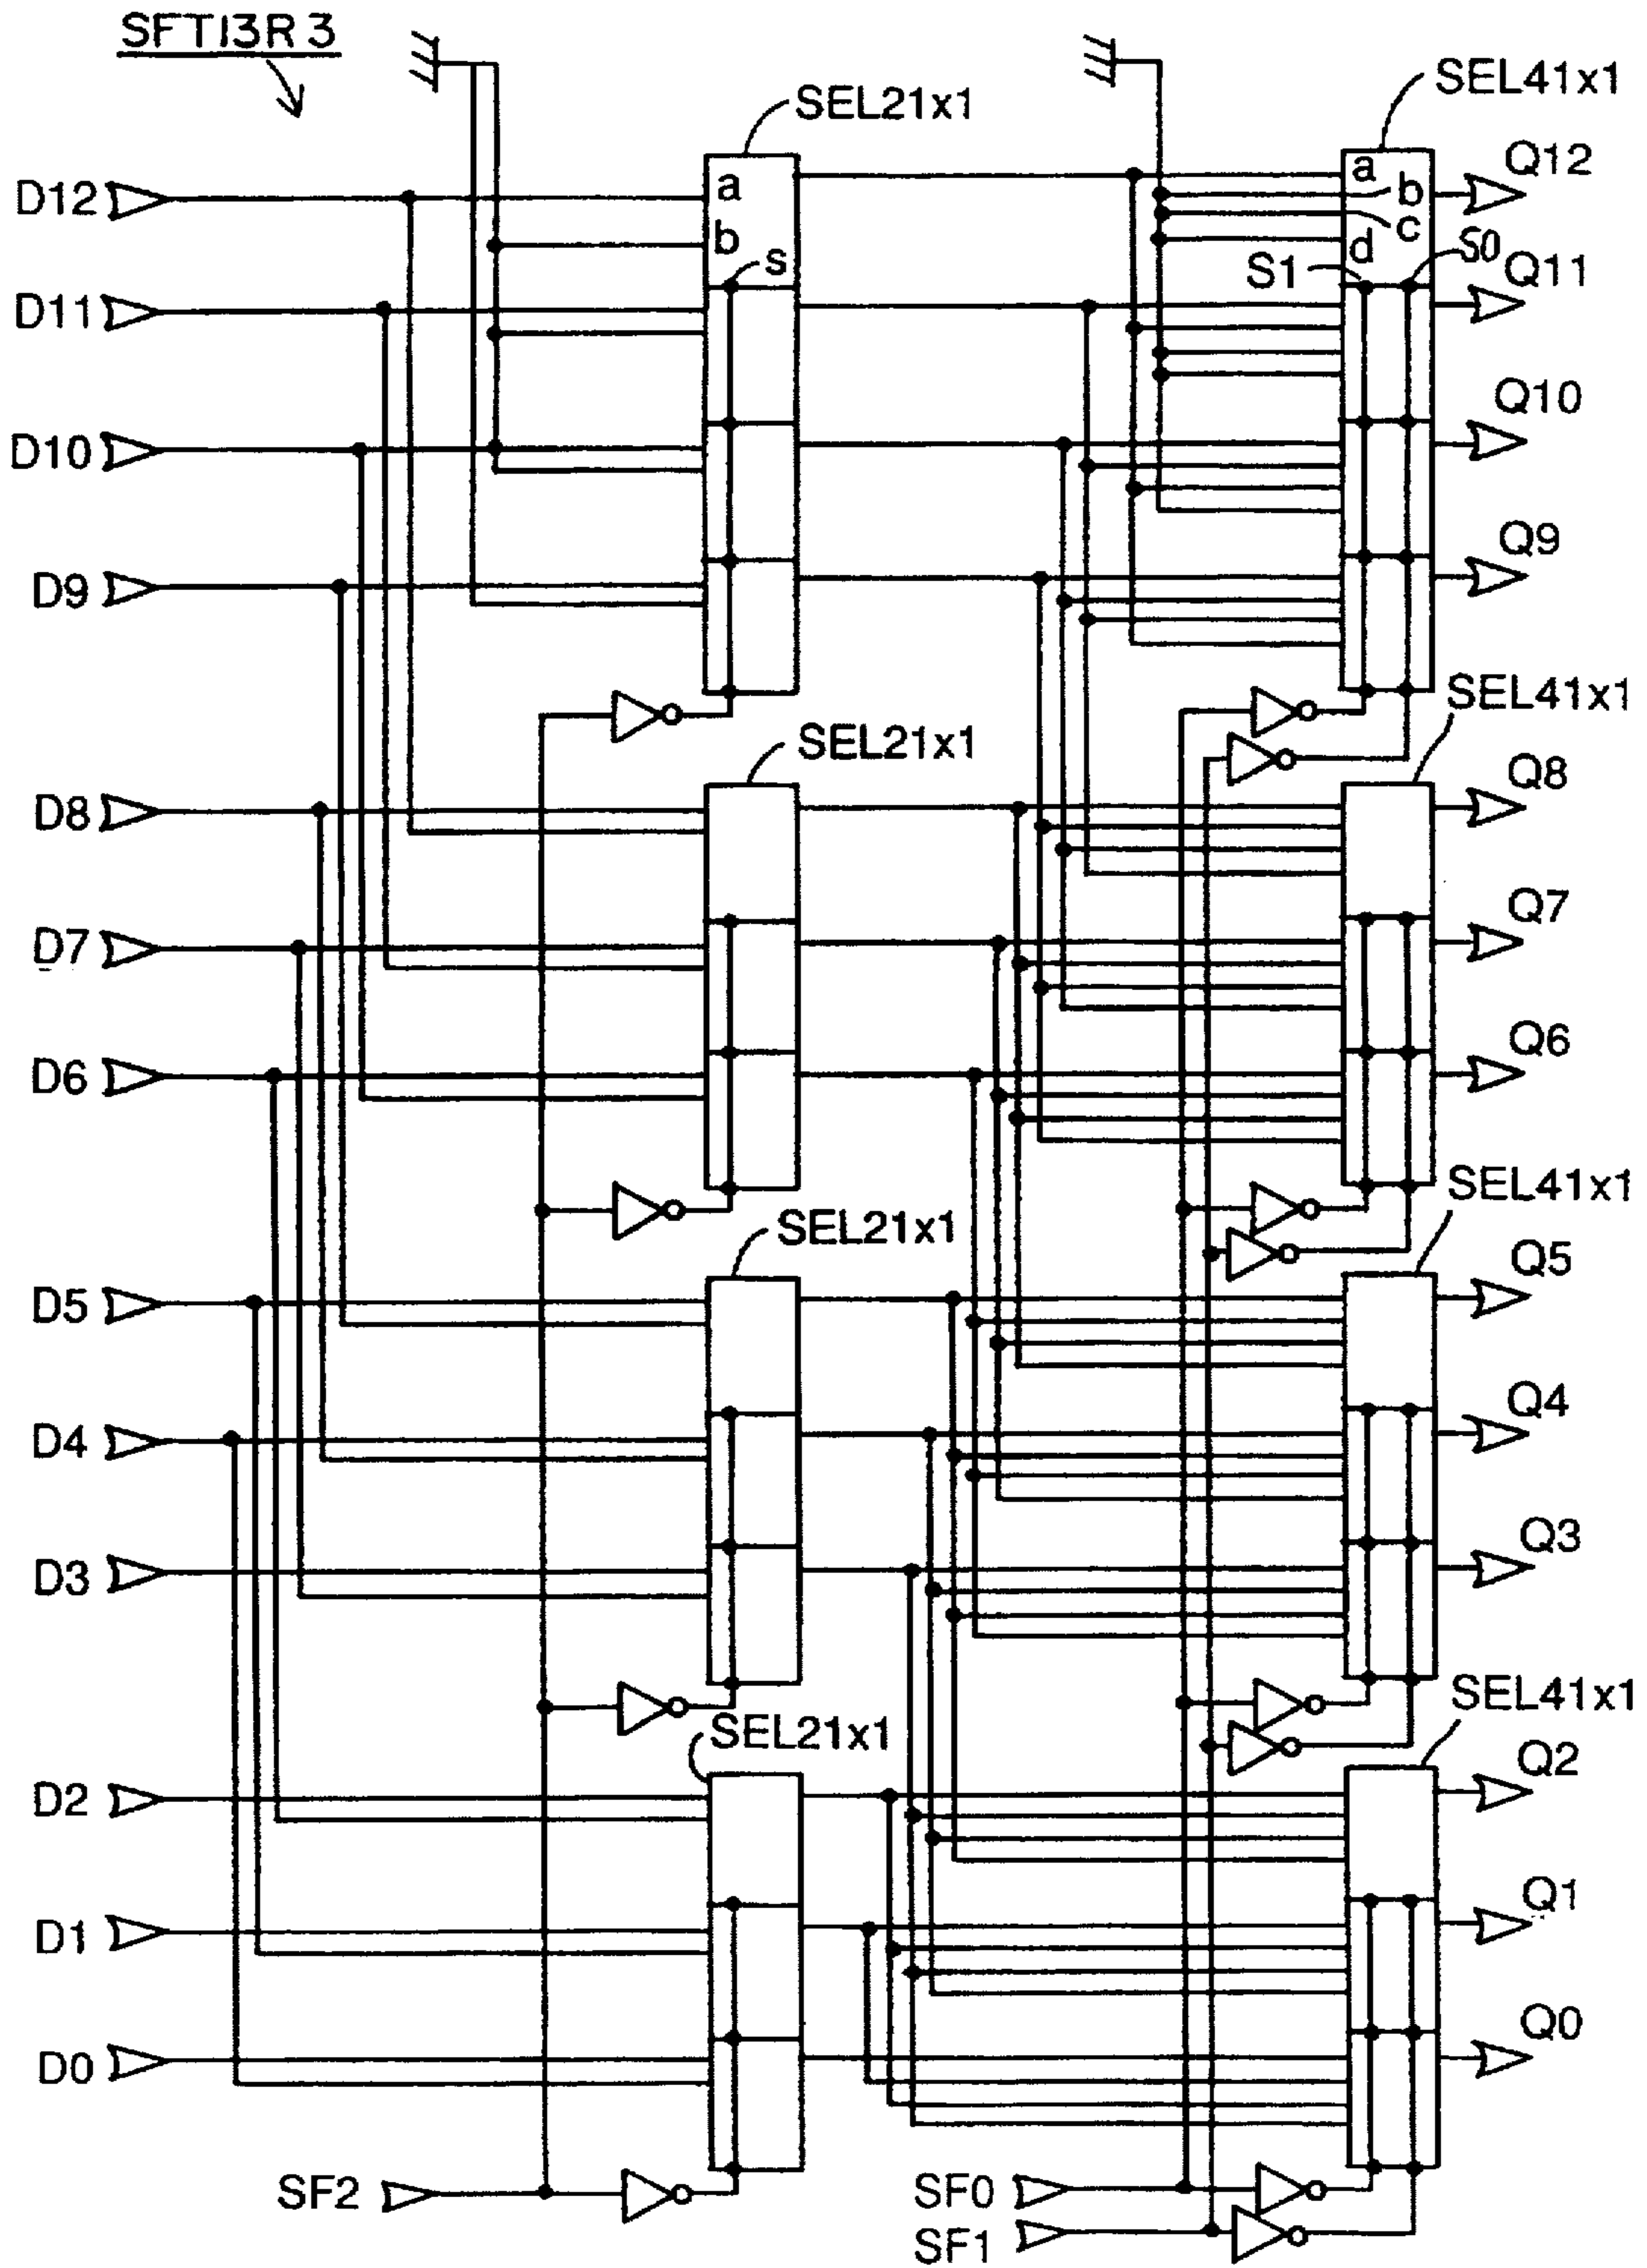 SFT13R3
SEL21x1
SEL41x1
D12
a
a
Q12
b
b
c
d
S0
s
S1
D11
Q11
D10
Q10
D9
Q9
SEL41x1
SEL21x1
D8
Q8
D7
Q7
D6
Q6
SEL41x1
SEL21x1
D5
Q5
D4
Q4
D3
Q3
SEL41x1
SEL21x1
D2
Q2
D1
Q1
D0
Q0
SF2
SF0
SF1